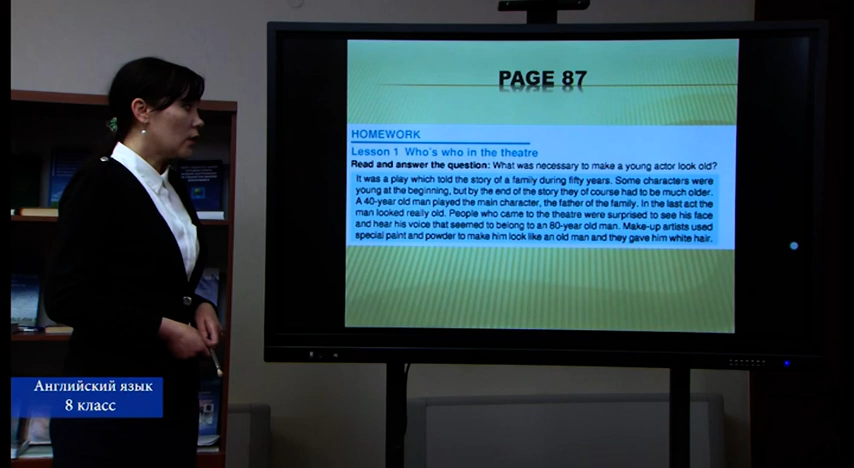 PAGE 87
HOMEWORK
Lesson 1 Who's who in the theatre
Read and answer the question: What was necessary to make a young actor look old?
It was a play which told the story of a family during fifty years. Some characters were
young at the beginning, but by the end of the story they of course had to be much older.
A 40-year old man played the main character, the father of the family. In the last act the
man looked really old. People who came to the theatre were surprised to see his face
and hear his voice that seemed to belong to an 80-year old man. Make-up artists used
special paint and powder to make him look like an old man and they gave him white hair.
Английский язык
8 класс